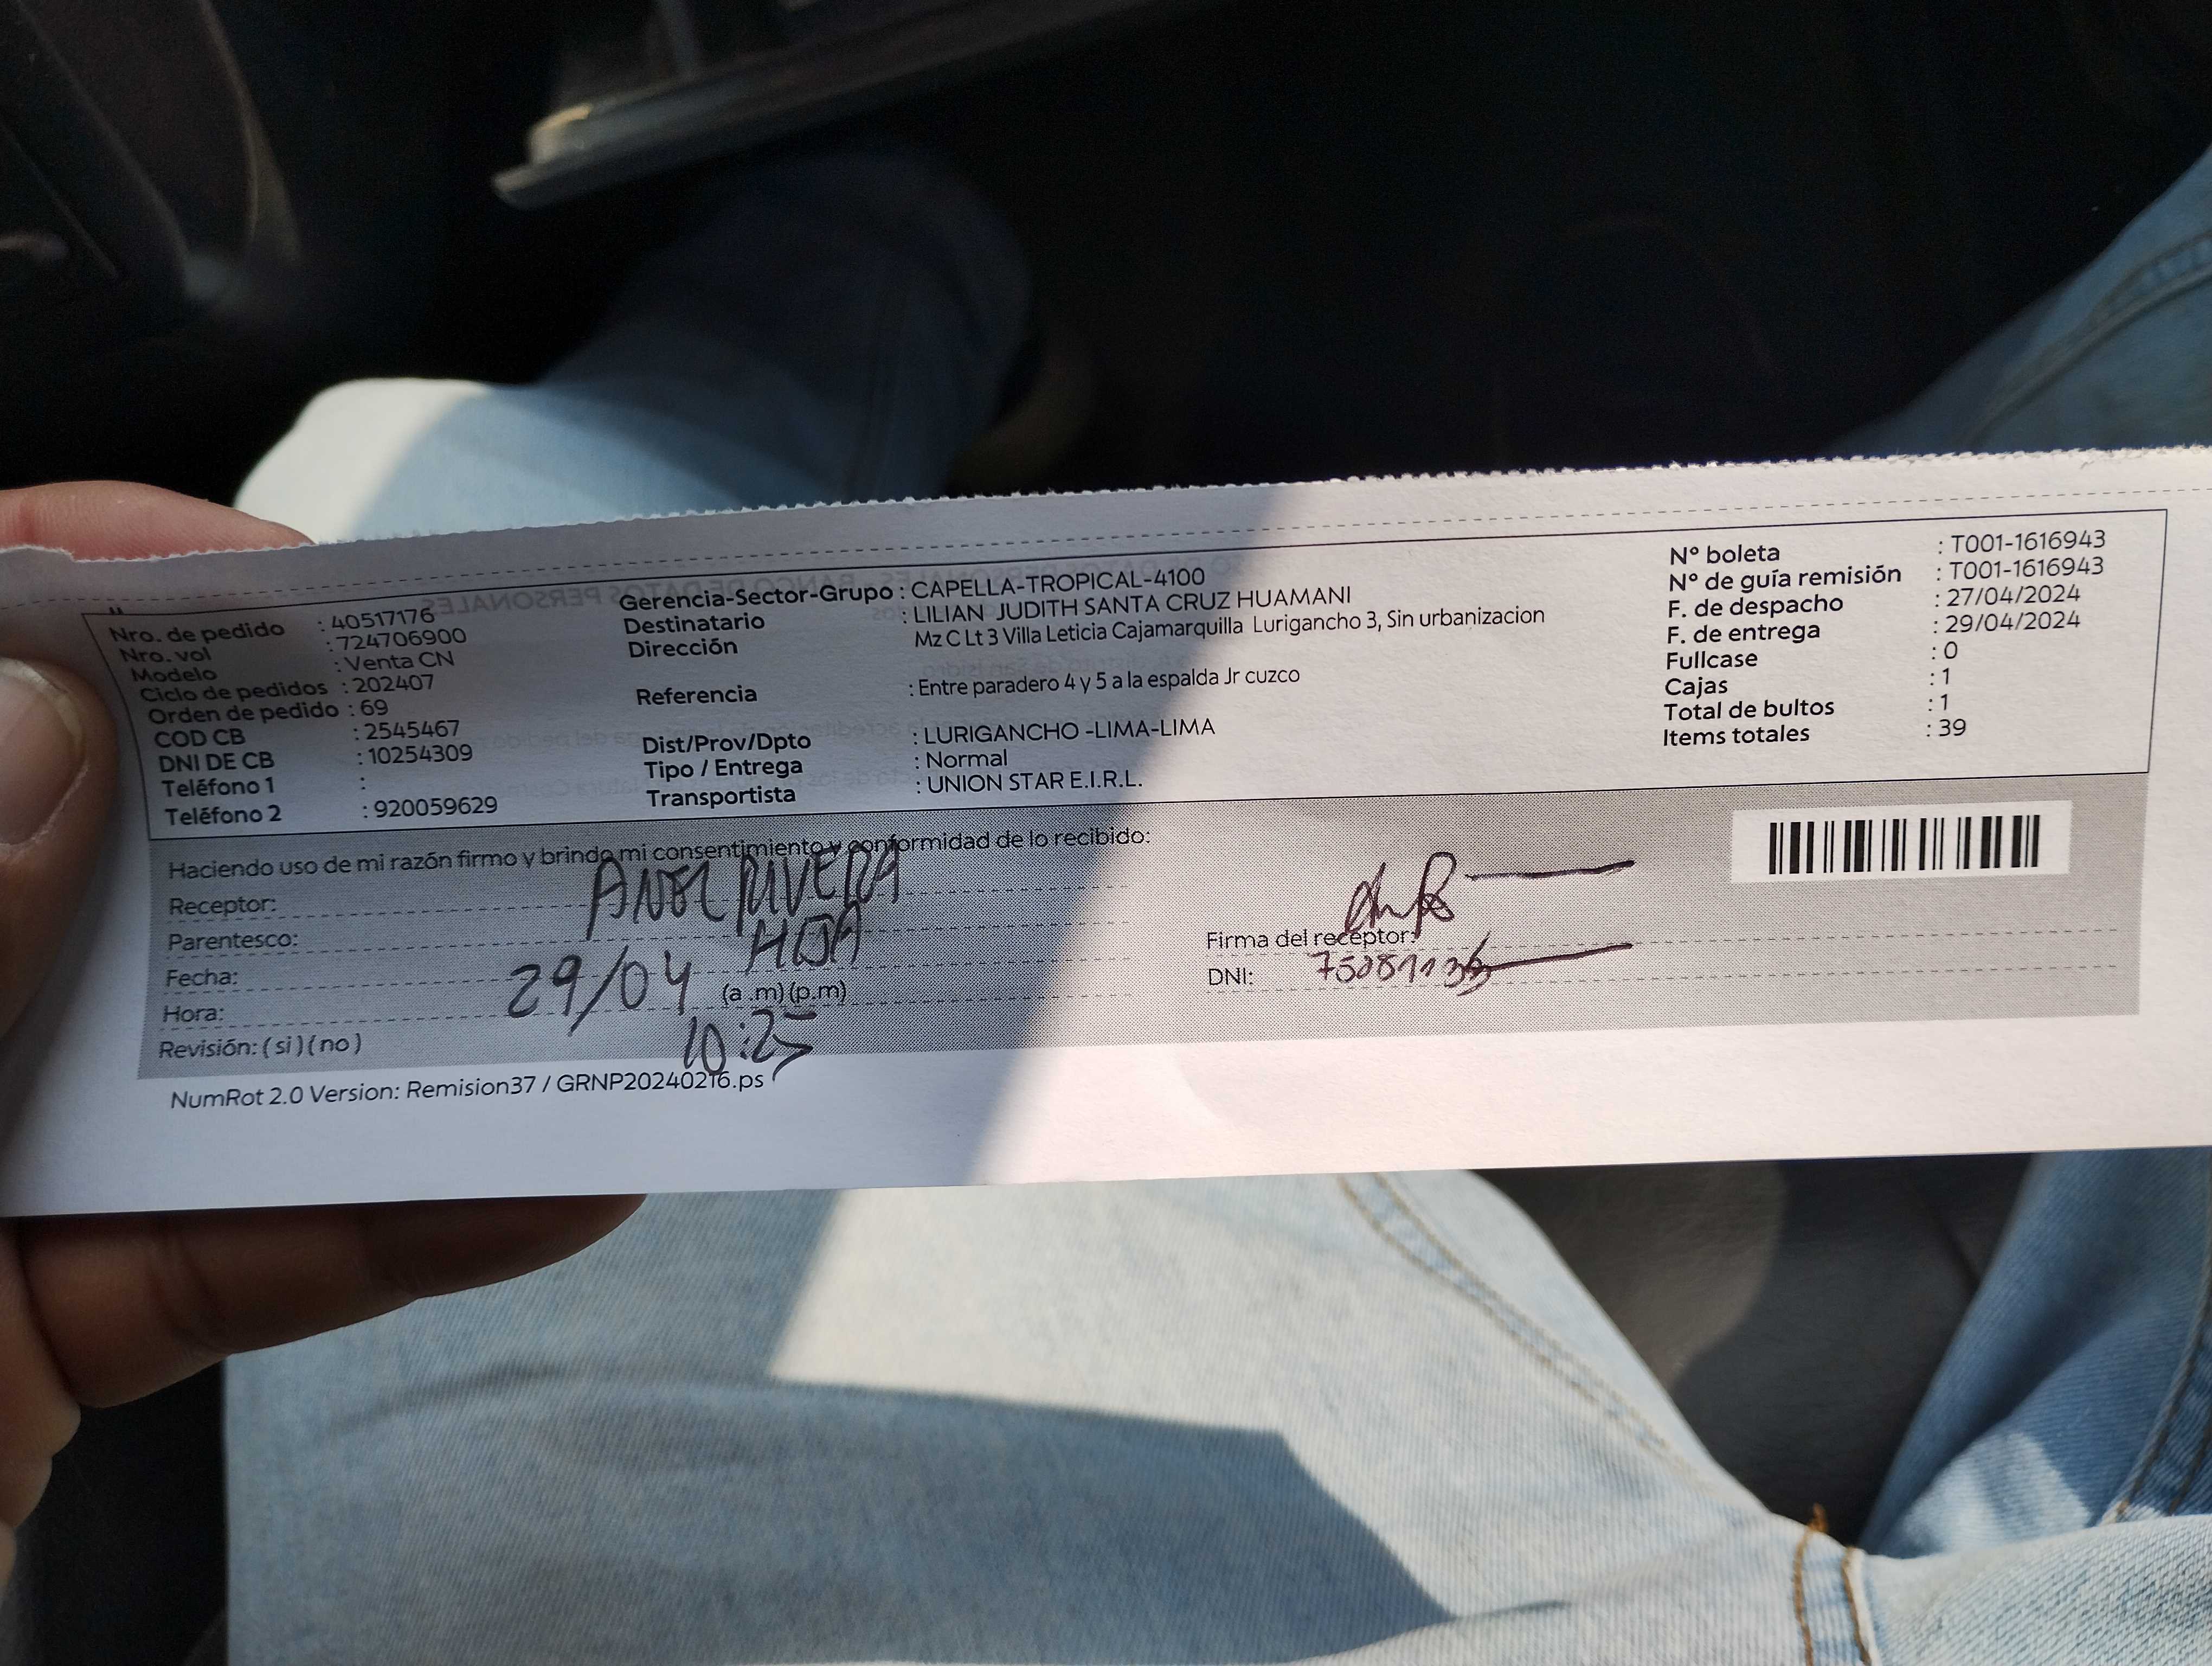 Nro. de pedido : 40517176
Nro. vol : 724706900
Modelo : Venta CN
Ciclo de pedidos : 202407
Orden de pedido : 69
COD CB : 2545467
DNI DE CB : 10254309
Teléfono 1 :
Teléfono 2 : 920059629
Gerencia-Sector-Grupo : CAPELLA-TROPICAL-4100
Destinatario : LILIAN JUDITH SANTA CRUZ HUAMANI
Dirección Mz C Lt 3 Villa Leticia Cajamarquilla Lurigancho 3, Sin urbanizacion
Referencia : Entre paradero 4 y 5 a la espalda Jr cuzco
Dist/Prov/Dpto : LURIGANCHO -LIMA-LIMA
Tipo / Entrega : Normal
Transportista : UNION STAR E.I.R.L.
Nº boleta : T001-1616943
Nº de guía remisión : T001-1616943
F. de despacho : 27/04/2024
F. de entrega : 29/04/2024
Fullcase : 0
Cajas : 1
Total de bultos : 1
Items totales : 39
Haciendo uso de mi razón firmo y brindo mi consentimiento y conformidad de lo recibido:
Receptor: RIVERA
Parentesco: HIJA
Fecha: 29/04
Hora: (a.m)(p.m) 10:25
Revisión: (si)(no)
Firma del receptor:
DNI:
NumRot 2.0 Version: Remision37 / GRNP20240216.ps